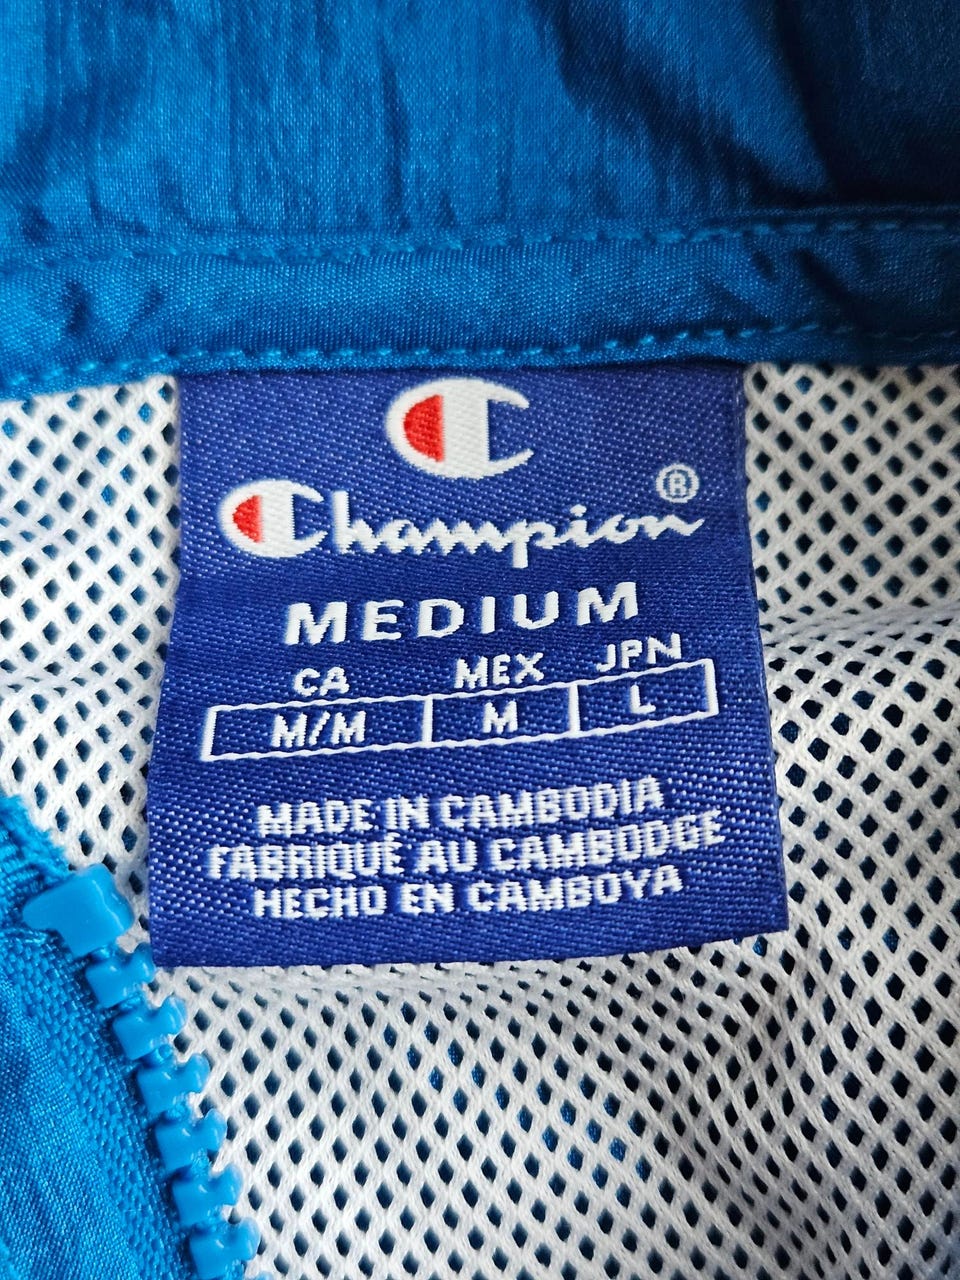 C
Champion®
MEDIUM
CA MEX JPN
M/M M L
MADE IN CAMBODIA
FABRIQUÉ AU CAMBODGE
HECHO EN CAMBOYA